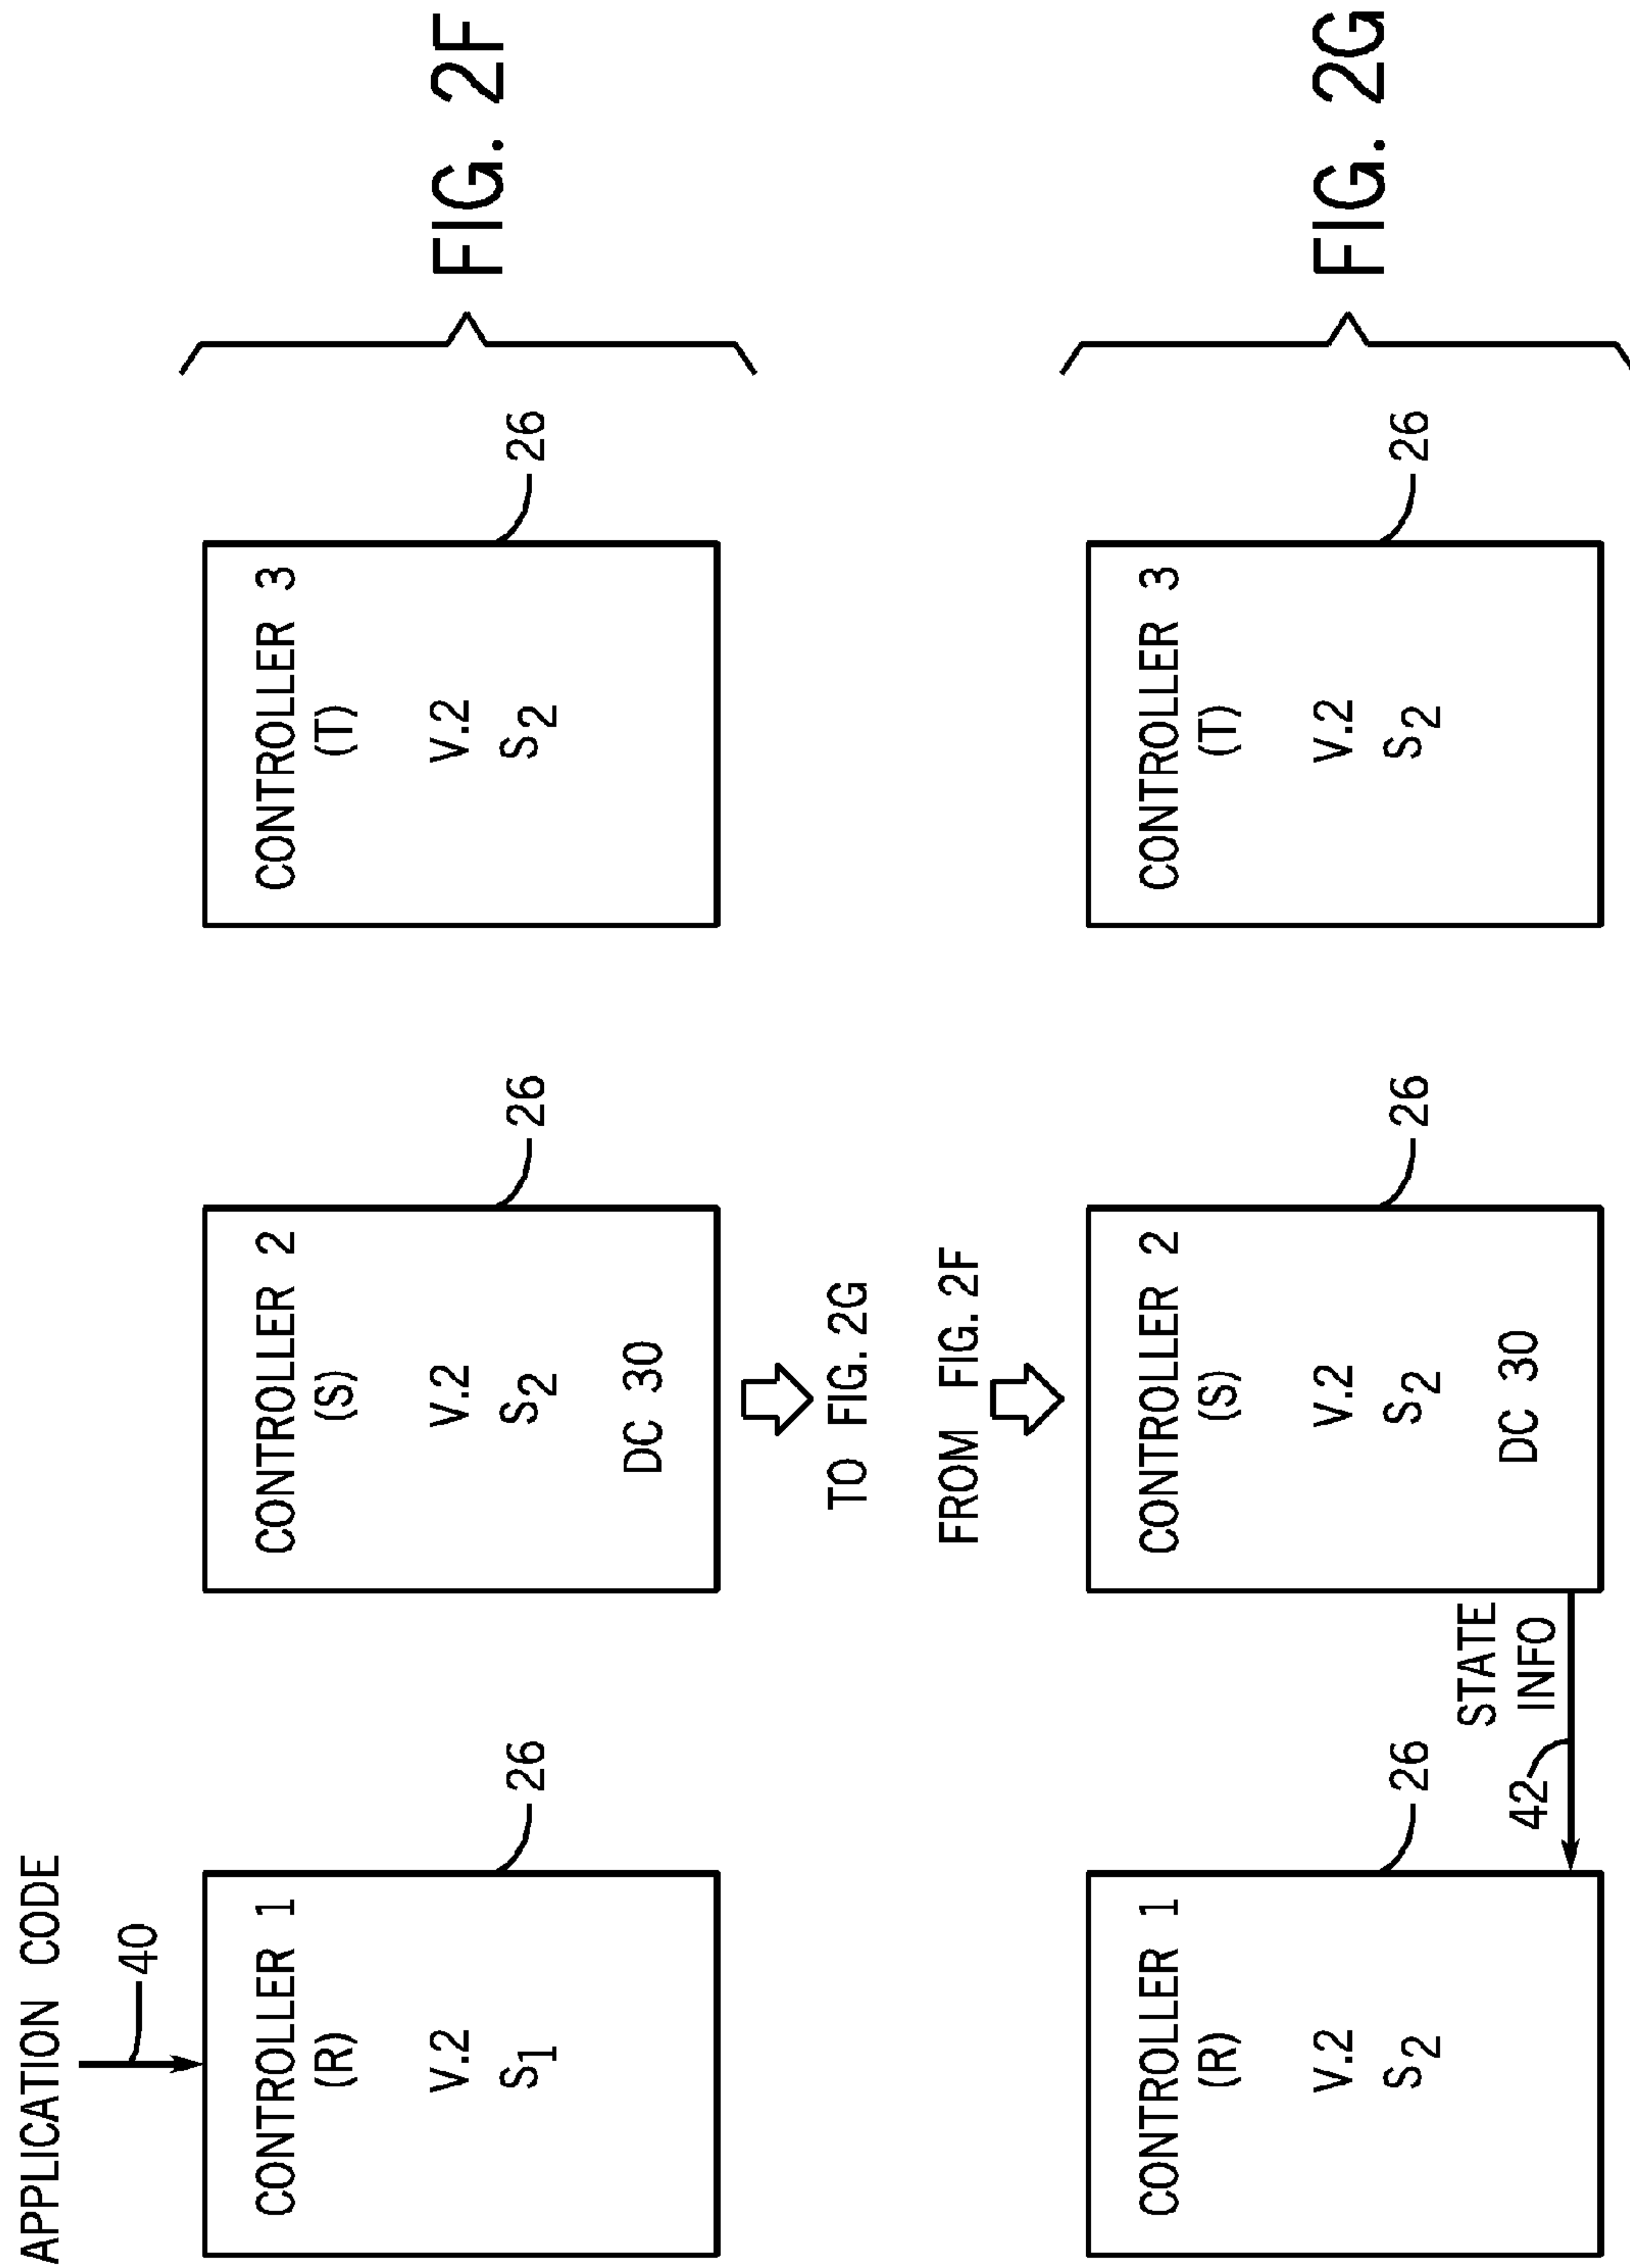 APPLICATION CODE
40
CONTROLLER 1
(R)
V.2
S1
26
CONTROLLER 2
(S)
V.2
S2
DC 30
26
CONTROLLER 3
(T)
V.2
S2
26
FIG. 2F
TO FIG. 2G
FROM FIG. 2F
CONTROLLER 1
(R)
V.2
S2
26
STATE
INFO
42
CONTROLLER 2
(S)
V.2
S2
DC 30
26
CONTROLLER 3
(T)
V.2
S2
26
FIG. 2G